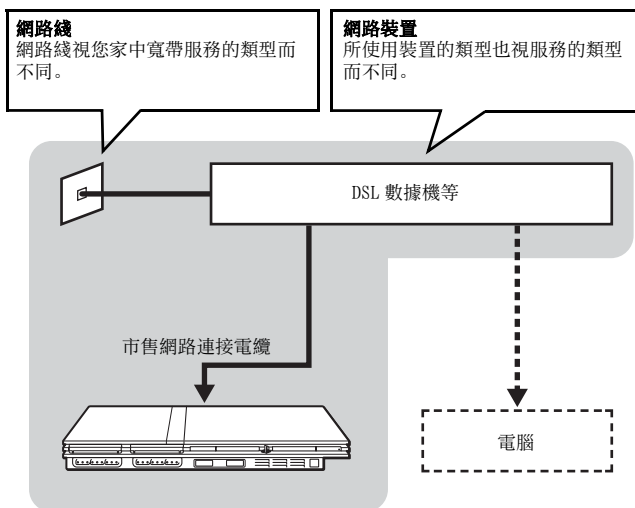 網路綫
網路綫視您家中寬帶服務的類型而
不同。
網路裝置
所使用裝置的類型也視服務的類型
而不同。
DSL 數據機等
市售網路連接電纜
電腦